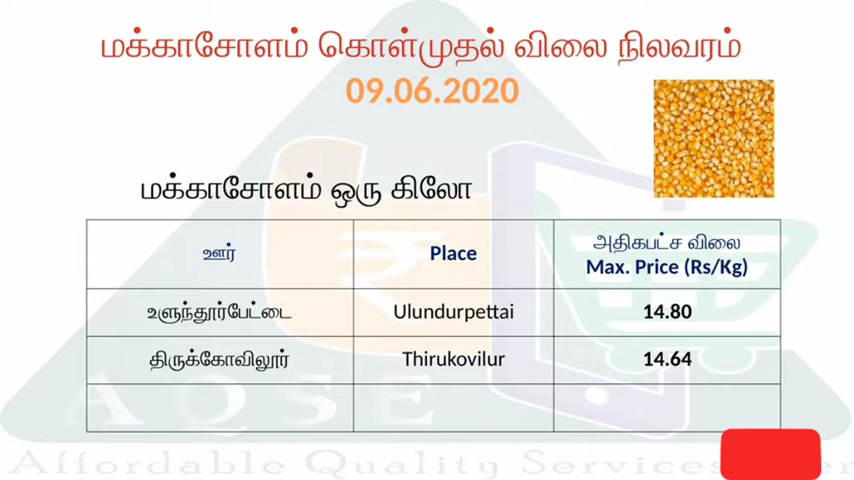 மக்காசோளம் கொள்முதல் விலை நிலவரம்
09.06.2020
மக்காசோளம் ஒரு கிலோ
ஊர் Place அதிகபட்ச விலை
Max. Price (Rs/Kg)
உளுந்தூர்பேட்டை Ulundurpettai 14.80
திருக்கோவிலூர் Thirukovilur 14.64
AQSE
Affordable Quality Services